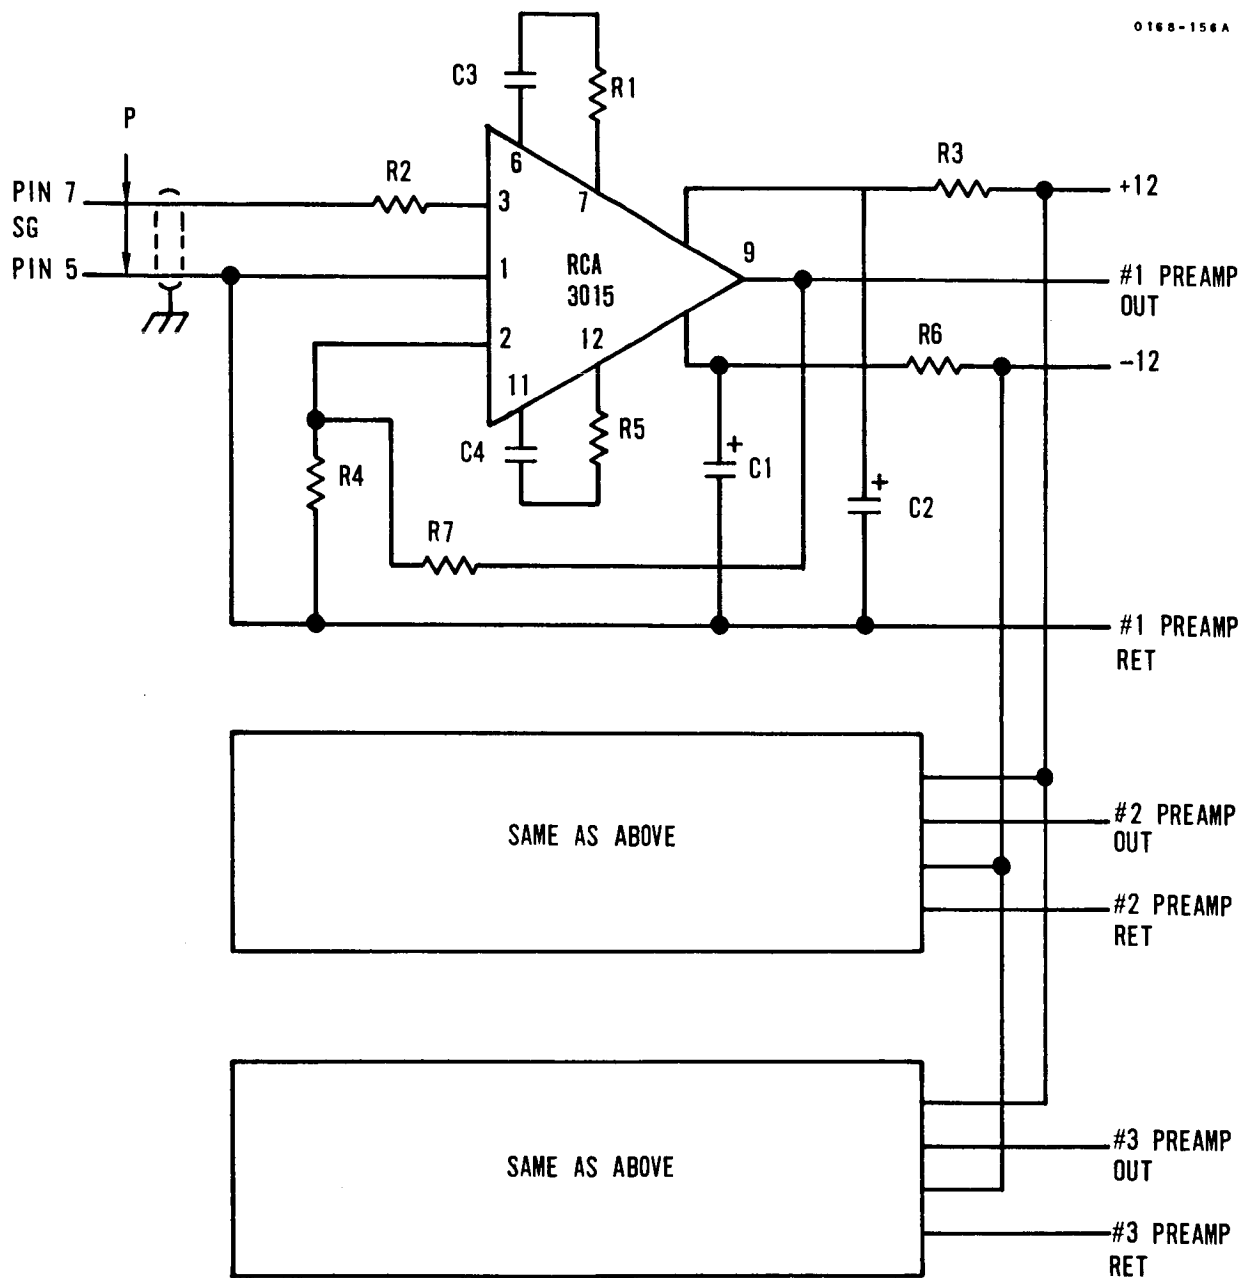 0168-156A
C3
R1
P
6
R3
R2
PIN 7
3
7
+12
SG
9
PIN 5
1
RCA
3015
#1 PREAMP
OUT
2
12
R6
-12
11
C4
R5
+
C1
R4
+
C2
R7
#1 PREAMP
RET
SAME AS ABOVE
#2 PREAMP
OUT
#2 PREAMP
RET
SAME AS ABOVE
#3 PREAMP
OUT
#3 PREAMP
RET